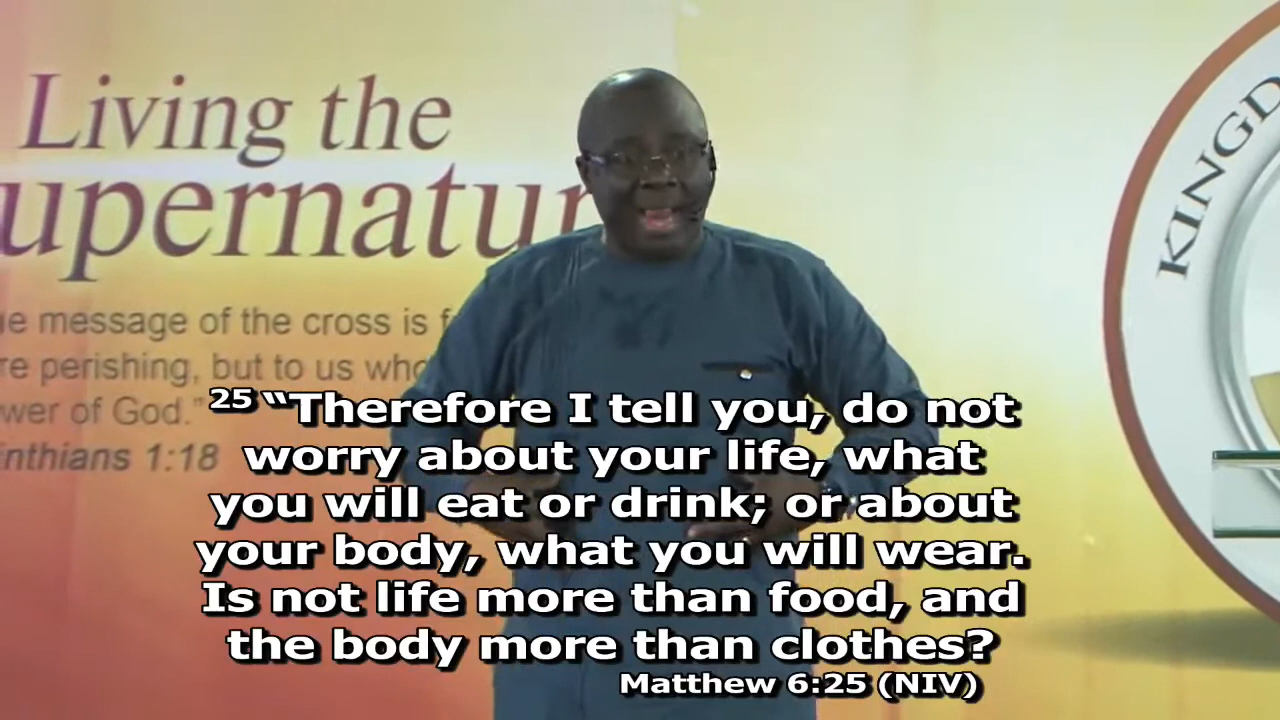 Living the
upernatu
e message of the cross is f
re perishing, but to us who
wer of God."
inthians 1:18
KINGD
25 “Therefore I tell you, do not
worry about your life, what
you will eat or drink; or about
your body, what you will wear.
Is not life more than food, and
the body more than clothes?
Matthew 6:25 (NIV)